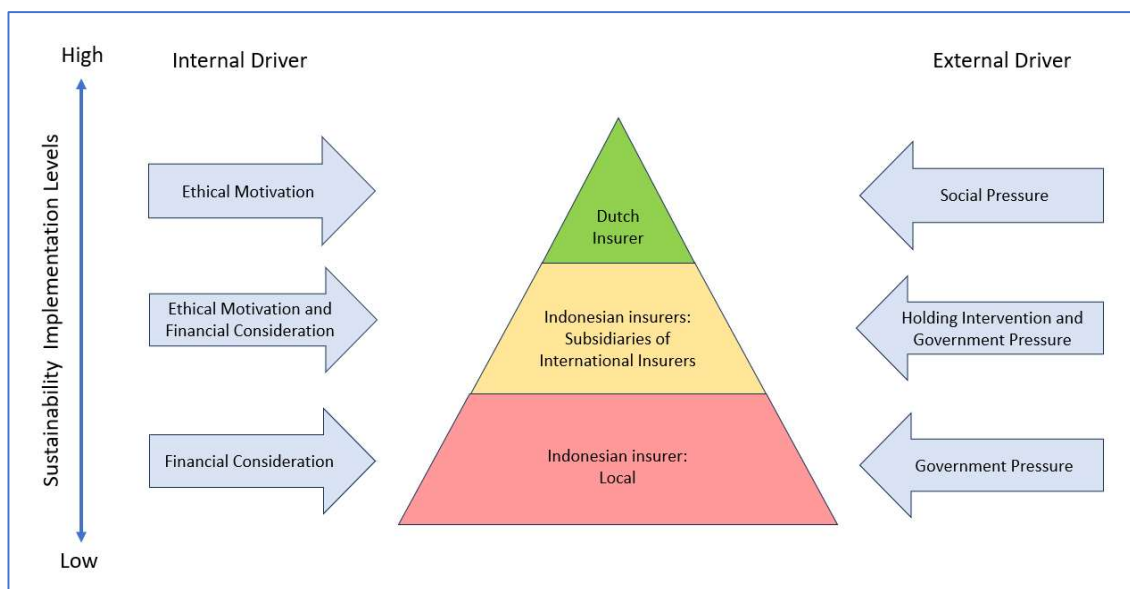 High
Internal Driver
External Driver
Sustainability Implementation Levels
Ethical Motivation
Dutch
Insurer
Social Pressure
Ethical Motivation and
Financial Consideration
Indonesian insurers:
Subsidiaries of
International Insurers
Holding Intervention and
Government Pressure
Financial Consideration
Indonesian insurer:
Local
Government Pressure
Low